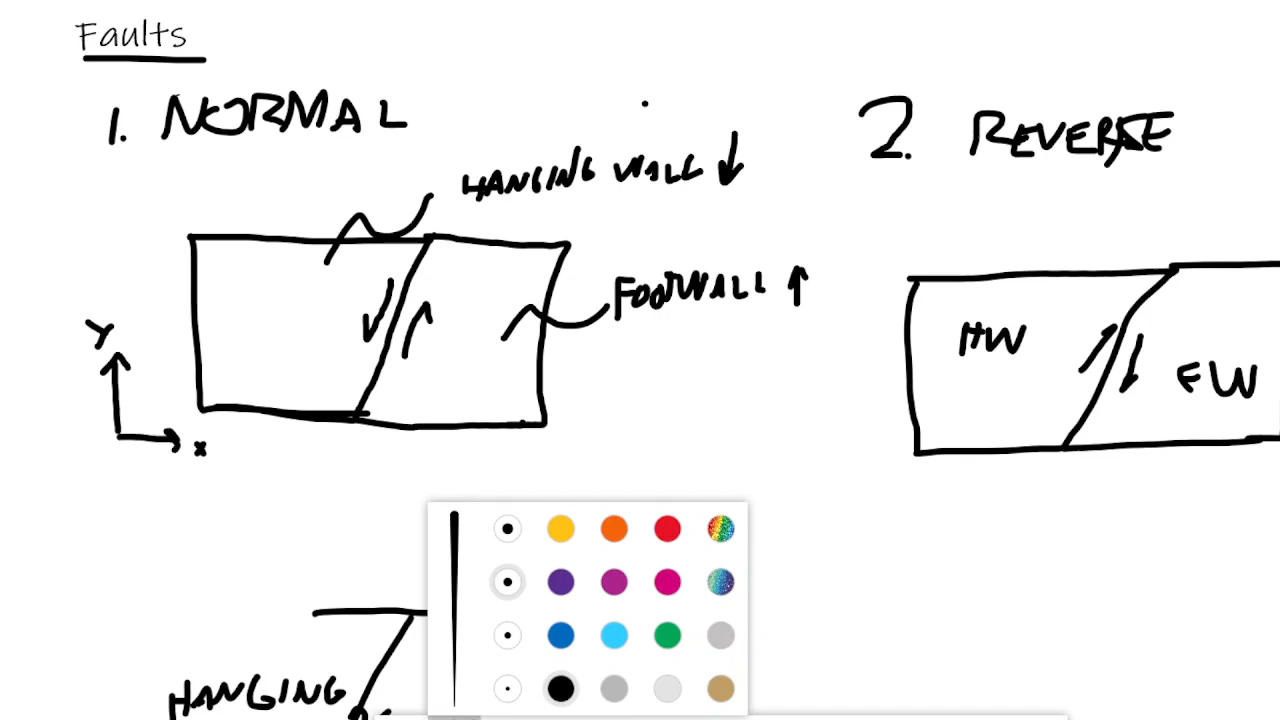 Faults
1. NORMAL
2. REVERSE
HANGING WALL ↓
FOOTWALL ↑
HW
FW
Y
x
HANGING